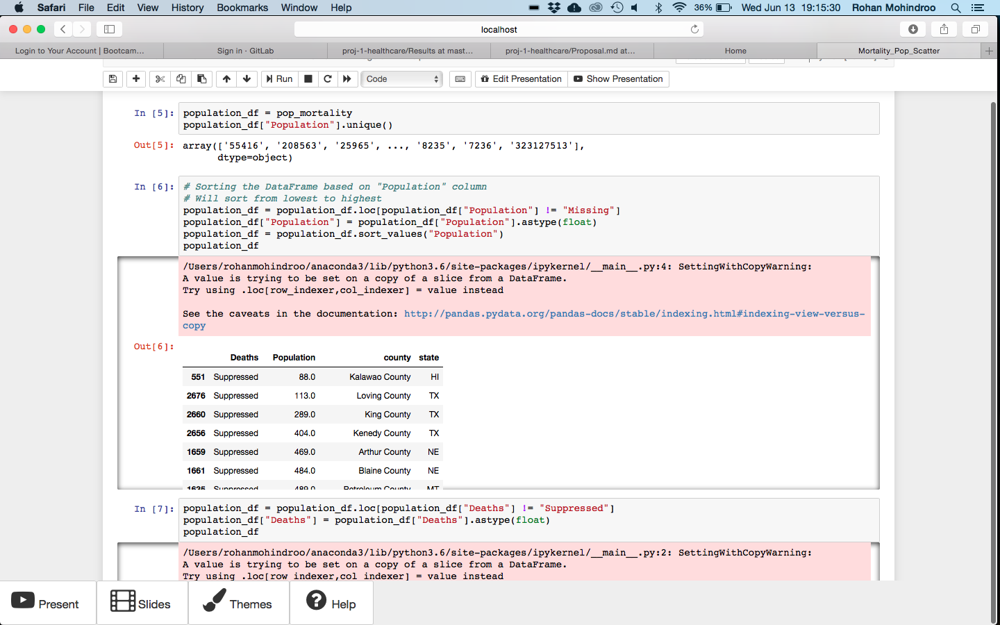 Safari File Edit View History Bookmarks Window Help 36% Wed Jun 13 19:15:30 Rohan Mohindroo
localhost
Login to Your Account | Bootcam... Sign in · GitLab proj-1-healthcare/Results at mast... proj-1-healthcare/Proposal.md at... Home Mortality_Pop_Scatter
Run Code Edit Presentation Show Presentation
In [5]: population_df = pop_mortality
population_df["Population"].unique()
Out[5]: array(['55416', '208563', '25965', ..., '8235', '7236', '323127513'],
dtype=object)
In [6]: # Sorting the DataFrame based on "Population" column
# Will sort from lowest to highest
population_df = population_df.loc[population_df["Population"] != "Missing"]
population_df["Population"] = population_df["Population"].astype(float)
population_df = population_df.sort_values("Population")
population_df
/Users/rohanmohindroo/anaconda3/lib/python3.6/site-packages/ipykernel/__main__.py:4: SettingWithCopyWarning:
A value is trying to be set on a copy of a slice from a DataFrame.
Try using .loc[row_indexer,col_indexer] = value instead
See the caveats in the documentation: http://pandas.pydata.org/pandas-docs/stable/indexing.html#indexing-view-versus-
copy
Out[6]:
Deaths Population county state
551 Suppressed 88.0 Kalawao County HI
2676 Suppressed 113.0 Loving County TX
2660 Suppressed 289.0 King County TX
2656 Suppressed 404.0 Kenedy County TX
1659 Suppressed 469.0 Arthur County NE
1661 Suppressed 484.0 Blaine County NE
1635 Suppressed 489.0 Petroleum County MT
In [7]: population_df = population_df.loc[population_df["Deaths"] != "Suppressed"]
population_df["Deaths"] = population_df["Deaths"].astype(float)
population_df
/Users/rohanmohindroo/anaconda3/lib/python3.6/site-packages/ipykernel/__main__.py:2: SettingWithCopyWarning:
A value is trying to be set on a copy of a slice from a DataFrame.
Try using .loc[row_indexer,col_indexer] = value instead
Present Slides Themes Help